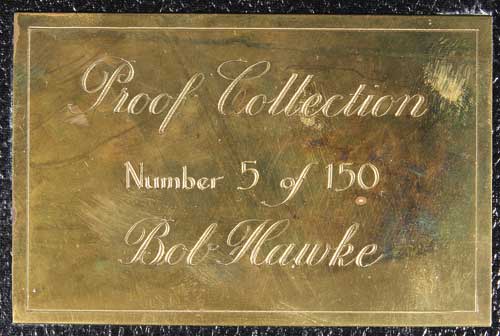 Proof Collection
Number 5 of 150
Bob Hawke